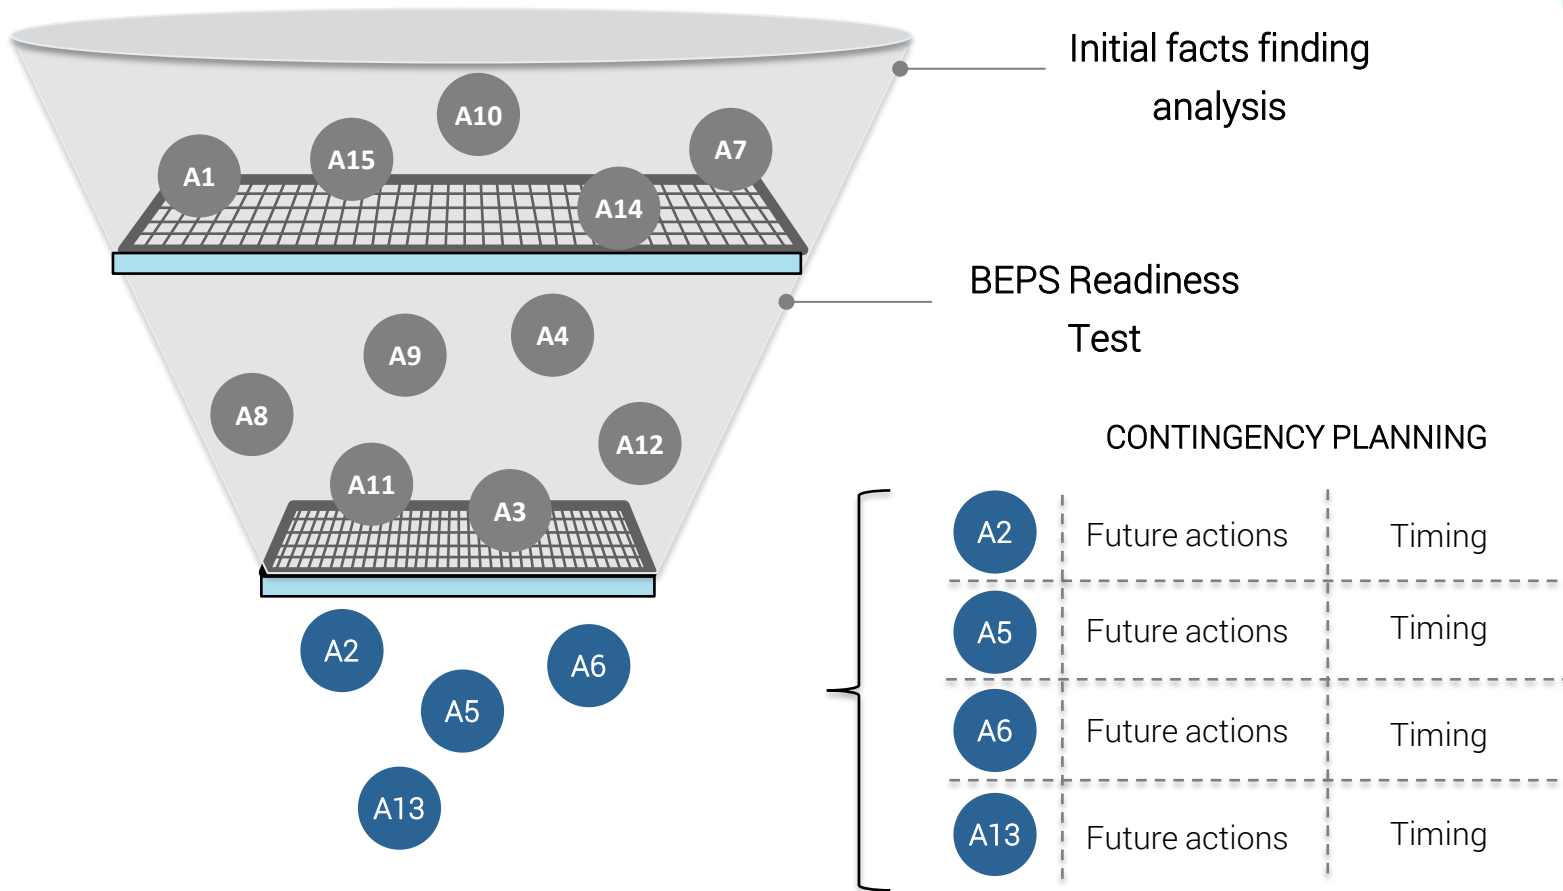 Initial facts finding
analysis
A10
A15
A7
A1
A14
BEPS Readiness
Test
A4
A9
A8
A12
A11
A3
CONTINGENCY PLANNING
A2 Future actions Timing
A5 Future actions Timing
A6 Future actions Timing
A13 Future actions Timing
A2
A6
A5
A13